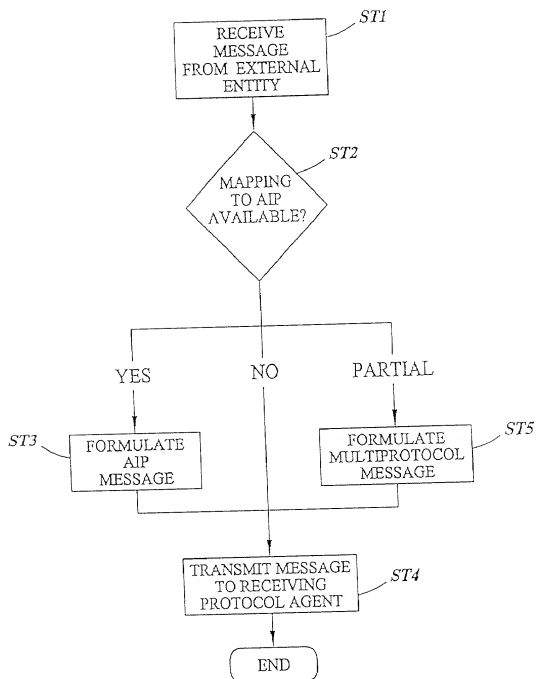 ST1
RECEIVE
MESSAGE
FROM EXTERNAL
ENTITY
ST2
MAPPING
TO AIP
AVAILABLE?
YES
NO
PARTIAL
ST3
FORMULATE
AIP
MESSAGE
FORMULATE
MULTIPROTOCOL
MESSAGE
ST5
TRANSMIT MESSAGE
TO RECEIVING
PROTOCOL AGENT
ST4
END